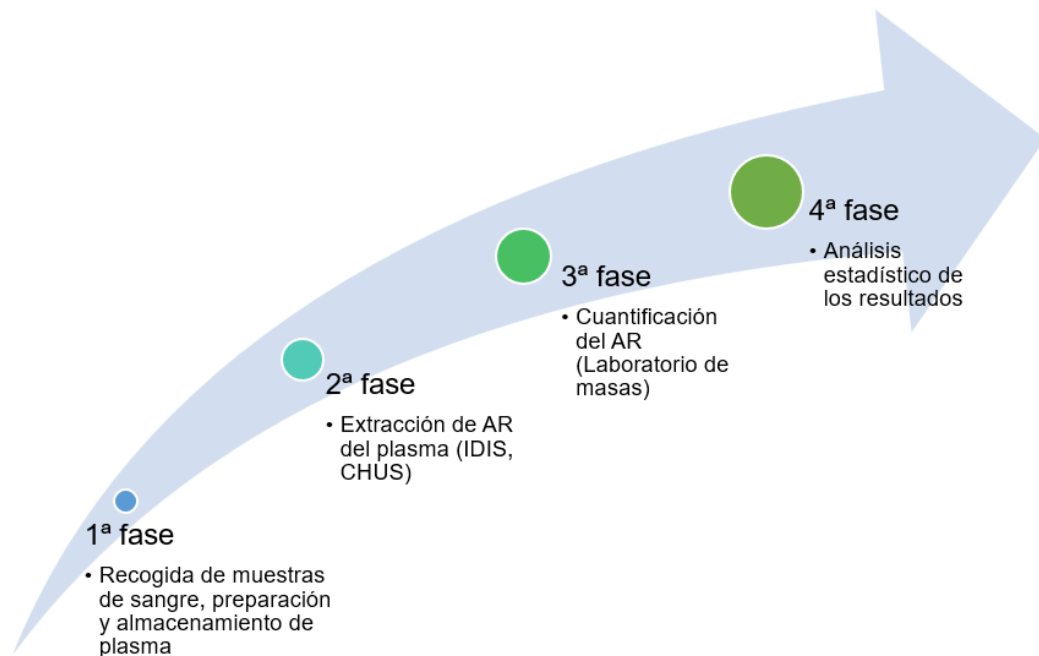 1ª fase
• Recogida de muestras
de sangre, preparación
y almacenamiento de
plasma
2ª fase
• Extracción de AR
del plasma (IDIS,
CHUS)
3ª fase
• Cuantificación
del AR
(Laboratorio de
masas)
4ª fase
• Análisis
estadístico de
los resultados